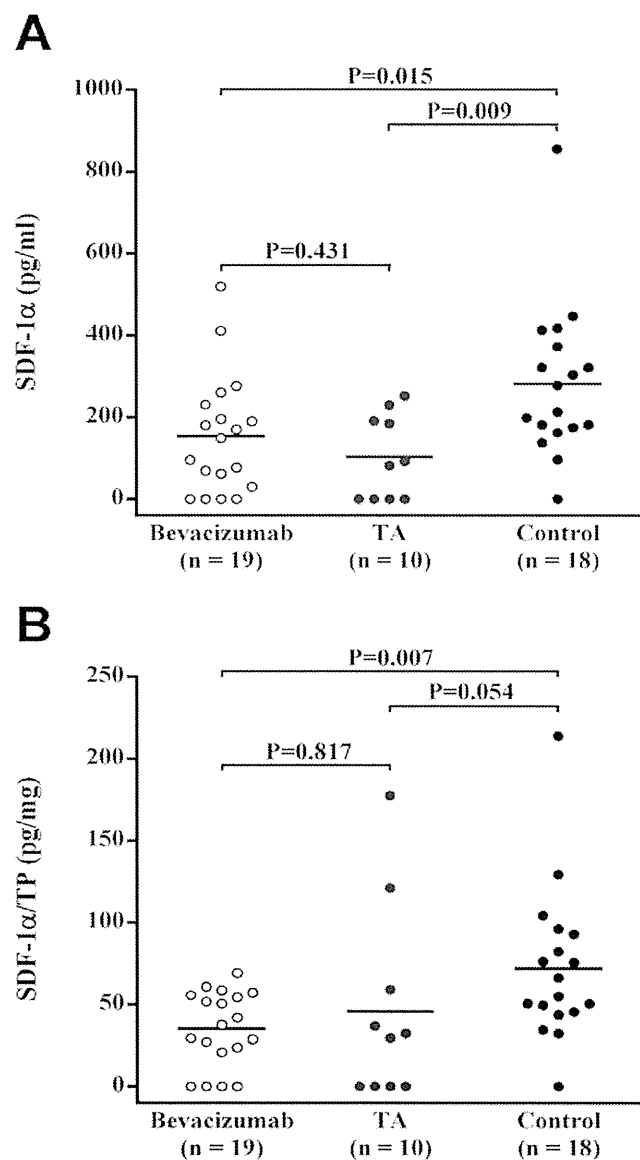 A
P=0.015
1000
P=0.009
800
600
P=0.431
400
200
0
SDF-1α (pg/ml)
Bevacizumab TA Control
(n = 19) (n = 10) (n = 18)
B
P=0.007
250
P=0.054
200
P=0.817
150
100
50
0
SDF-1α/TP (pg/mg)
Bevacizumab TA Control
(n = 19) (n = 10) (n = 18)